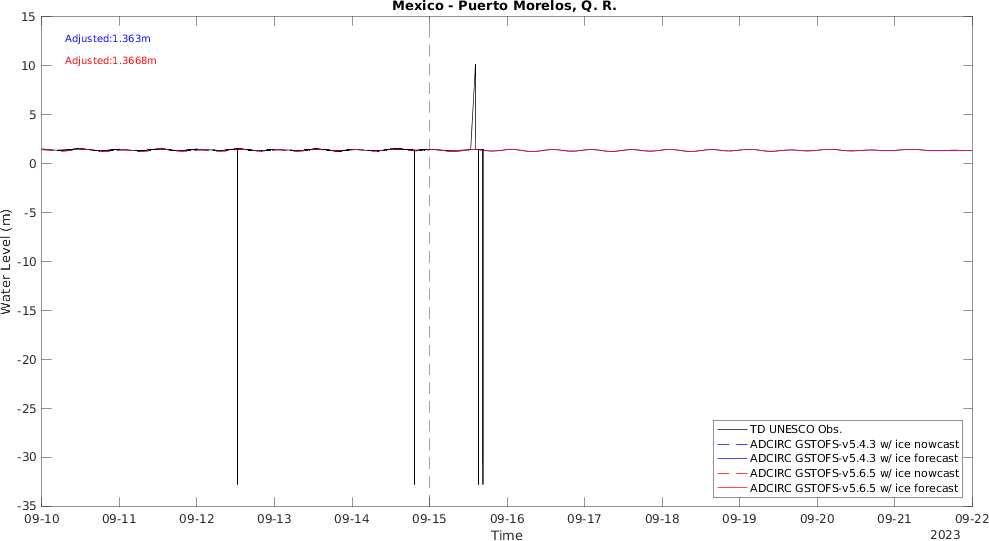 Mexico - Puerto Morelos, Q. R.
Adjusted:1.363m
Adjusted:1.3668m
15
10
5
0
-5
-10
-15
-20
-25
-30
-35
Water Level (m)
TD UNESCO Obs.
ADCIRC GSTOFS-v5.4.3 w/ ice nowcast
ADCIRC GSTOFS-v5.4.3 w/ ice forecast
ADCIRC GSTOFS-v5.6.5 w/ ice nowcast
ADCIRC GSTOFS-v5.6.5 w/ ice forecast
09-10 09-11 09-12 09-13 09-14 09-15 09-16 09-17 09-18 09-19 09-20 09-21 09-22
Time
2023